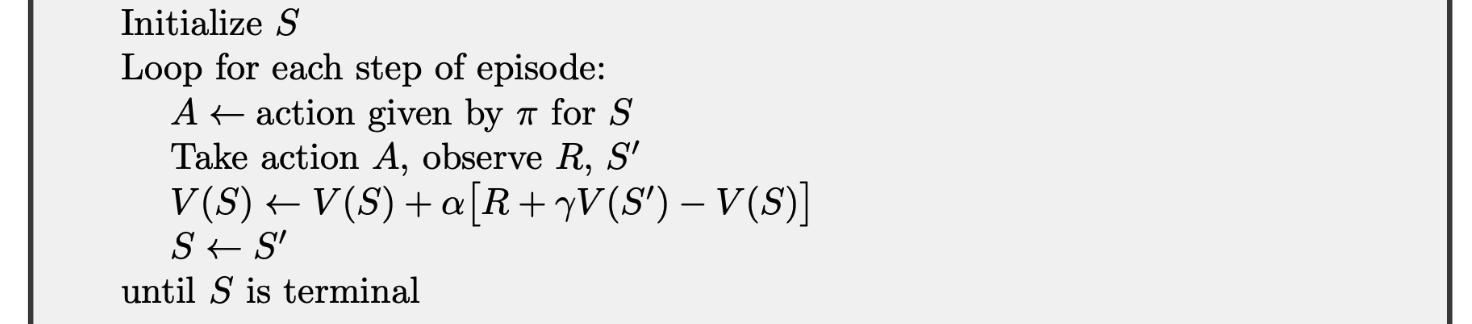 Initialize S
Loop for each step of episode:
A ← action given by π for S
Take action A, observe R, S′
V(S) ← V(S) + α[R + γV(S′) − V(S)]
S ← S′
until S is terminal